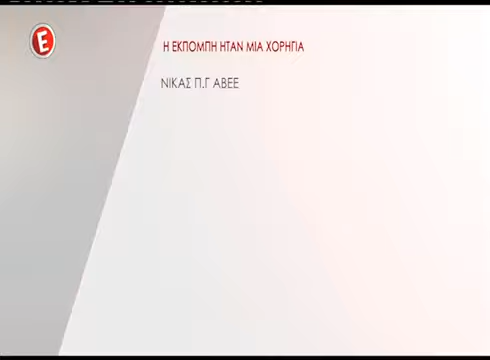 E
Η ΕΚΠΟΜΠΗ ΗΤΑΝ ΜΙΑ ΧΟΡΗΓΙΑ
ΝΙΚΑΣ Π.Γ ΑΒΕΕ